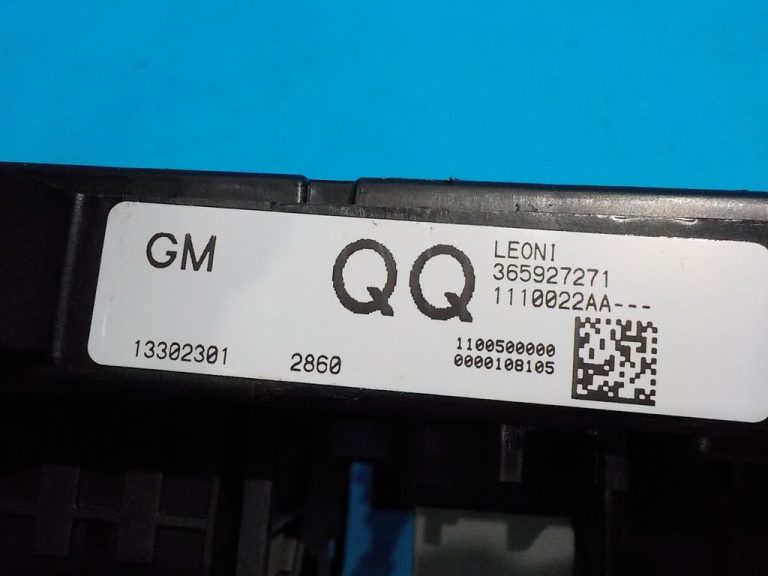 GM
QQ
LEONI
365927271
1110022AA---
13302301
2860
1100500000
0000108105